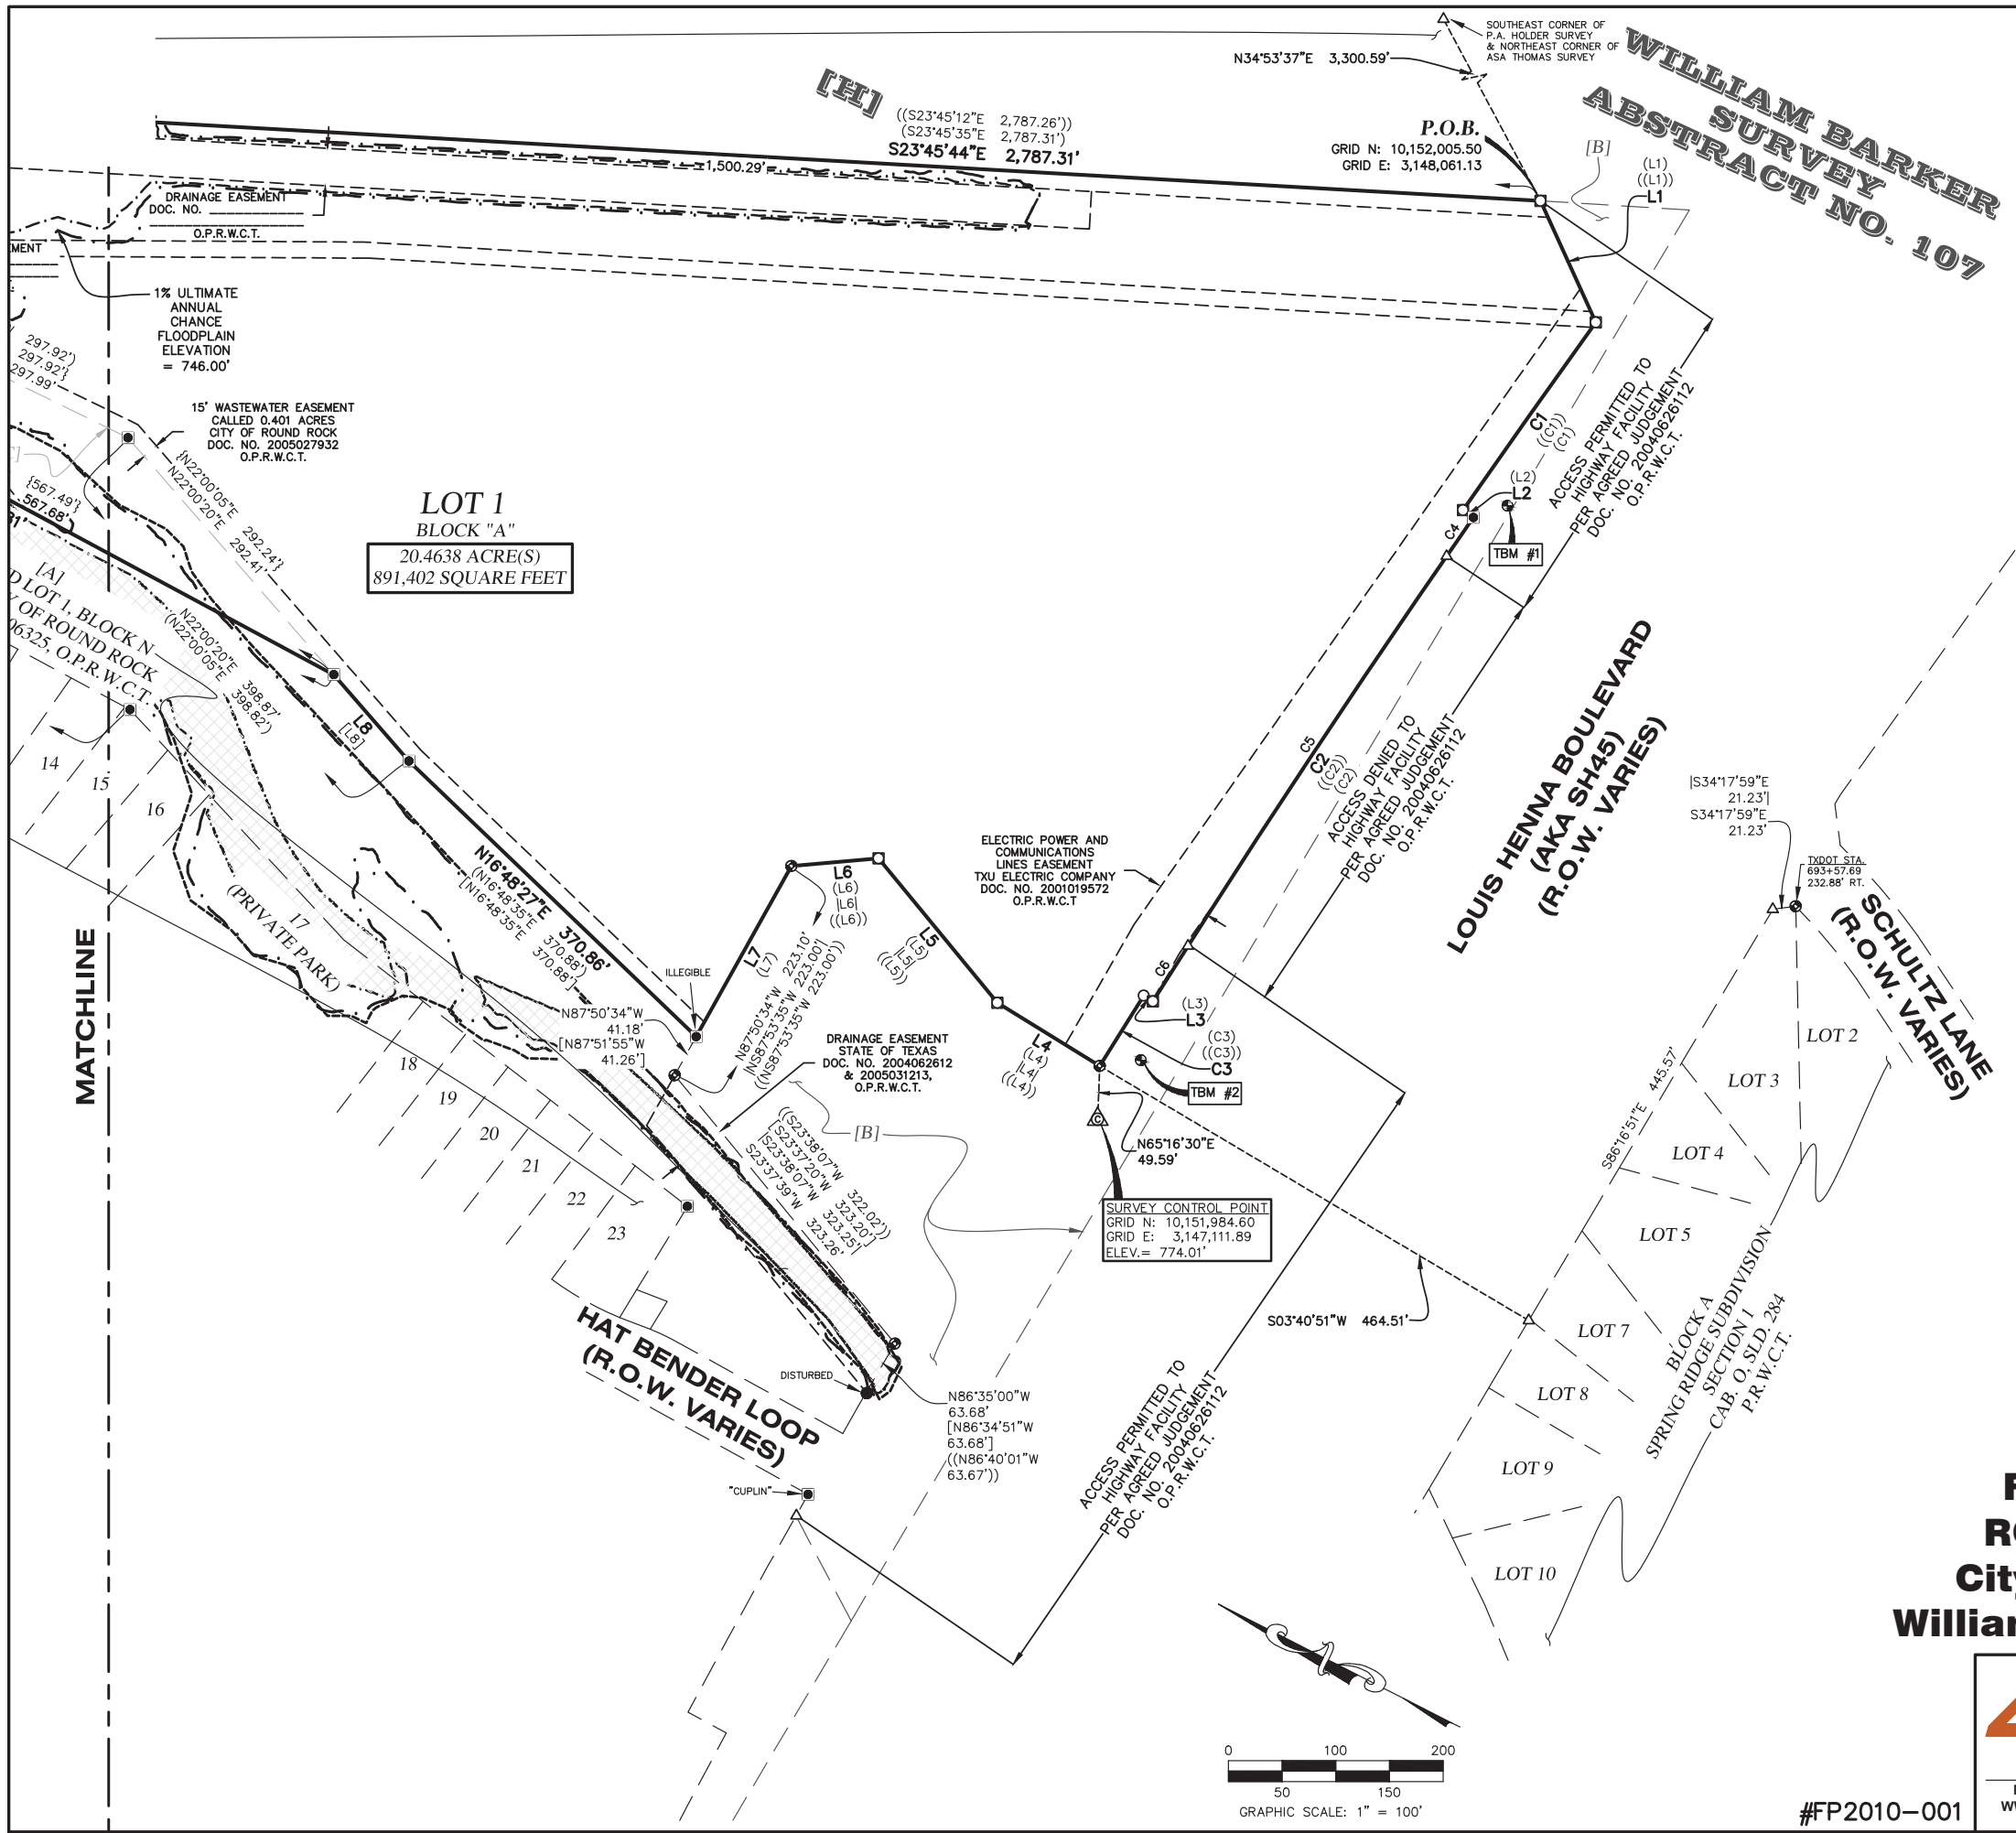 SOUTHEAST CORNER OF
P.A. HOLDER SURVEY
& NORTHEAST CORNER OF
ASA THOMAS SURVEY
N34°53'37"E 3,300.59'
WILLIAM BARKER
SURVEY
ABSTRACT NO. 107
[H]
((S23°45'12"E 2,787.26'))
(S23°45'35"E 2,787.31')
S23°45'44"E 2,787.31'
1,500.29'
P.O.B.
GRID N: 10,152,005.50
GRID E: 3,148,061.13
[B]
(L1)
((L1))
L1
DRAINAGE EASEMENT
DOC. NO. ____________
____________________
O.P.R.W.C.T.
EMENT
1% ULTIMATE
ANNUAL
CHANCE
FLOODPLAIN
ELEVATION
= 746.00'
297.92')
297.92'}
297.99'
15' WASTEWATER EASEMENT
CALLED 0.401 ACRES
CITY OF ROUND ROCK
DOC. NO. 2005027932
O.P.R.W.C.T.
{N22°00'05"E 292.24'}
N22°00'20"E 292.41'
{567.49'}
567.68'
LOT 1
BLOCK "A"
20.4638 ACRE(S)
891,402 SQUARE FEET
C1
((C1))
(C1)
ACCESS PERMITTED TO
HIGHWAY FACILITY
PER AGREED JUDGEMENT
DOC. NO. 20040626112
O.P.R.W.C.T.
(L2)
L2
C4
TBM #1
[A]
D LOT 1, BLOCK N
Y OF ROUND ROCK
06325, O.P.R.W.C.T.
N22°00'20"E 398.87'
(N22°00'05"E 398.82')
L8
[L8]
14
15
16
17
(PRIVATE PARK)
18
19
20
21
22
23
MATCHLINE
N16°48'27"E 370.86'
(N16°48'35"E 370.88')
[N16°48'35"E 370.88']
ILLEGIBLE
L7
(L7)
L6
(L6)
|L6|
((L6))
L5
(L5)
|L5|
((L5))
L4
(L4)
|L4|
((L4))
N87°50'34"W 223.10'
|NS87°53'35"W 223.00'|
((NS87°53'35"W 223.00'))
N87°50'34"W
41.18'
[N87°51'55"W
41.26']
DRAINAGE EASEMENT
STATE OF TEXAS
DOC. NO. 2004062612
& 2005031213,
O.P.R.W.C.T.
[B]
((S23°38'07"W 322.02'))
[S23°37'20"W 323.20']
|S23°38'07"W 323.25'|
S23°37'39"W 323.26'
ELECTRIC POWER AND
COMMUNICATIONS
LINES EASEMENT
TXU ELECTRIC COMPANY
DOC. NO. 2001019572
O.P.R.W.C.T
C5
C2
((C2))
(C2)
ACCESS DENIED TO
HIGHWAY FACILITY
PER AGREED JUDGEMENT
DOC. NO. 20040626112
O.P.R.W.C.T.
LOUIS HENNA BOULEVARD
(AKA SH45)
(R.O.W. VARIES)
C6
(L3)
L3
(C3)
((C3))
C3
TBM #2
N65°16'30"E
49.59'
SURVEY CONTROL POINT
GRID N: 10,151,984.60
GRID E: 3,147,111.89
ELEV.= 774.01'
|S34°17'59"E
21.23'|
S34°17'59"E
21.23'
TXDOT STA.
693+57.69
232.88' RT.
SCHULTZ LANE
(R.O.W. VARIES)
S86°16'51"E 445.57'
LOT 2
LOT 3
LOT 4
LOT 5
LOT 7
LOT 8
LOT 9
LOT 10
BLOCK A
SPRING RIDGE SUBDIVISION
SECTION 1
CAB. O, SLD. 284
P.R.W.C.T.
S03°40'51"W 464.51'
ACCESS PERMITTED TO
HIGHWAY FACILITY
PER AGREED JUDGEMENT
DOC. NO. 20040626112
O.P.R.W.C.T.
HAT BENDER LOOP
(R.O.W. VARIES)
DISTURBED
"CUPLIN"
N86°35'00"W
63.68'
[N86°34'51"W
63.68']
((N86°40'01"W
63.67'))
0 100 200
50 150
GRAPHIC SCALE: 1" = 100'
#FP2010-001